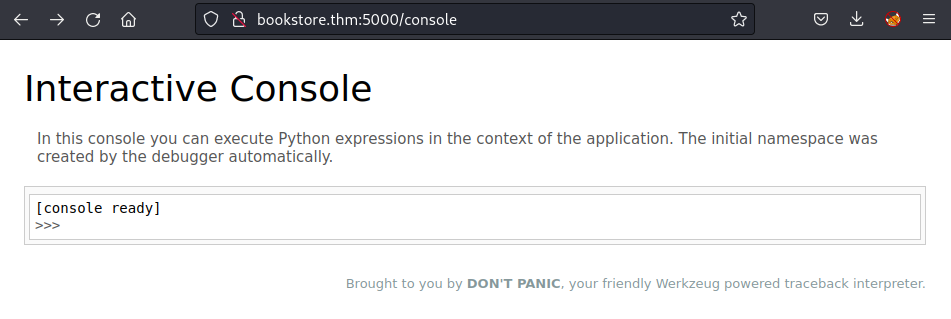 bookstore.thm:5000/console
Interactive Console
In this console you can execute Python expressions in the context of the application. The initial namespace was
created by the debugger automatically.
[console ready]
>>>
Brought to you by DON'T PANIC, your friendly Werkzeug powered traceback interpreter.